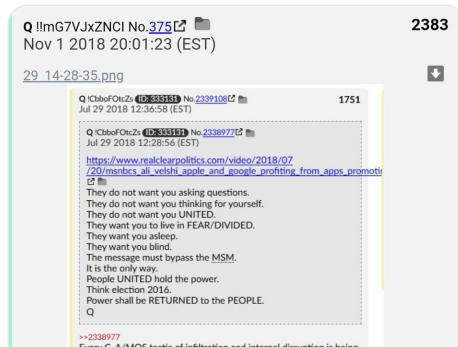 Q !!mG7VJxZNCI No.375 2383
Nov 1 2018 20:01:23 (EST)
29_14-28-35.png
Q !CbboFOtcZs ID: 333131 No.2339108 1751
Jul 29 2018 12:36:58 (EST)
Q !CbboFOtcZs ID: 333131 No.2338977
Jul 29 2018 12:28:56 (EST)
https://www.realclearpolitics.com/video/2018/07
/20/msnbcs_ali_velshi_apple_and_google_profiting_from_apps_promotin
They do not want you asking questions.
They do not want you thinking for yourself.
They do not want you UNITED.
They want you to live in FEAR/DIVIDED.
They want you asleep.
They want you blind.
The message must bypass the MSM.
It is the only way.
People UNITED hold the power.
Think election 2016.
Power shall be RETURNED to the PEOPLE.
Q
>>2338977